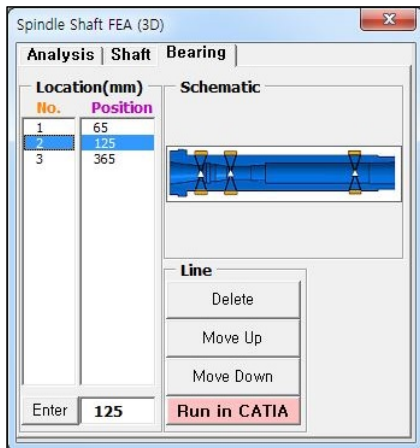 Spindle Shaft FEA (3D)
x
Analysis | Shaft | Bearing |
Location(mm)
No. Position
1 65
2 125
3 365
Enter 125
Schematic
Line
Delete
Move Up
Move Down
Run in CATIA